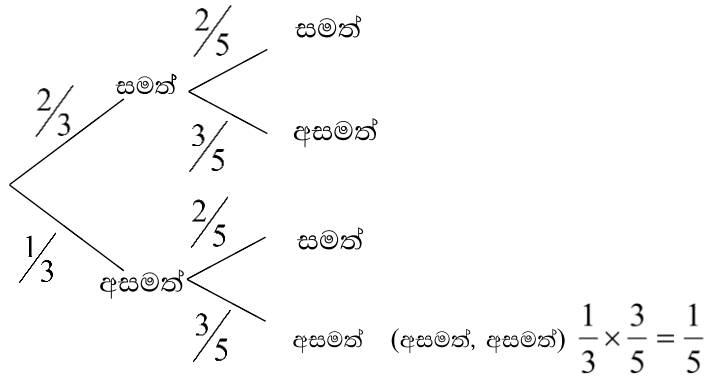 2/5 සමත්
සමත්
2/3
3/5 අසමත්
2/5 සමත්
1/3
අසමත්
3/5 අසමත් (අසමත්, අසමත්) 1/3 × 3/5 = 1/5